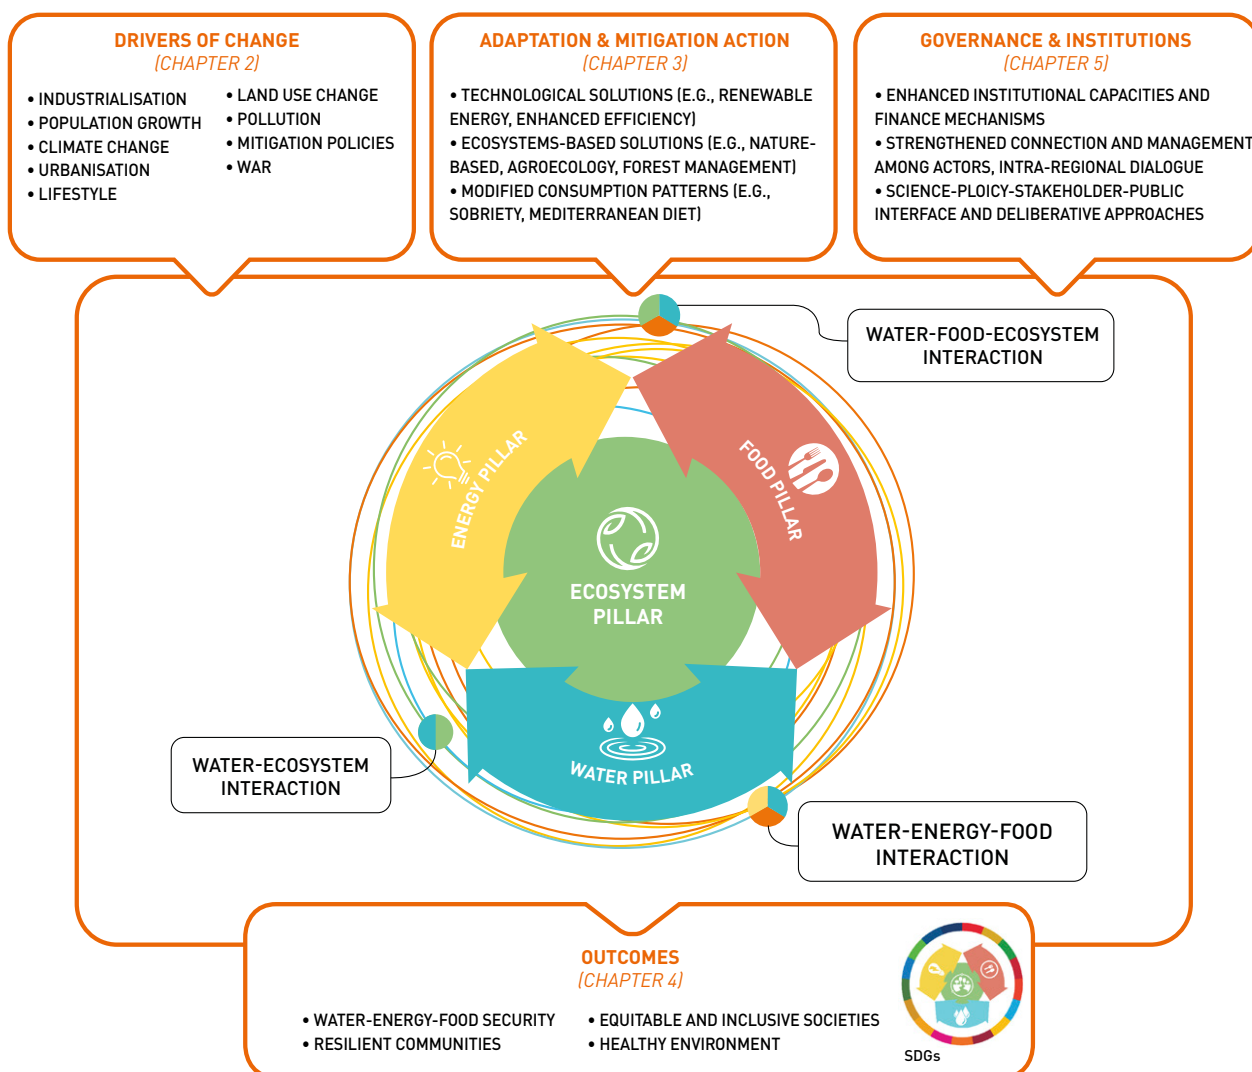 DRIVERS OF CHANGE
(CHAPTER 2)
• INDUSTRIALISATION
• POPULATION GROWTH
• CLIMATE CHANGE
• URBANISATION
• LIFESTYLE
• LAND USE CHANGE
• POLLUTION
• MITIGATION POLICIES
• WAR
ADAPTATION & MITIGATION ACTION
(CHAPTER 3)
• TECHNOLOGICAL SOLUTIONS (E.G., RENEWABLE
ENERGY, ENHANCED EFFICIENCY)
• ECOSYSTEMS-BASED SOLUTIONS (E.G., NATURE-
BASED, AGROECOLOGY, FOREST MANAGEMENT)
• MODIFIED CONSUMPTION PATTERNS (E.G.,
SOBRIETY, MEDITERRANEAN DIET)
GOVERNANCE & INSTITUTIONS
(CHAPTER 5)
• ENHANCED INSTITUTIONAL CAPACITIES AND
FINANCE MECHANISMS
• STRENGTHENED CONNECTION AND MANAGEMENT
AMONG ACTORS, INTRA-REGIONAL DIALOGUE
• SCIENCE-PLOICY-STAKEHOLDER-PUBLIC
INTERFACE AND DELIBERATIVE APPROACHES
WATER-FOOD-ECOSYSTEM
INTERACTION
ENERGY PILLAR
FOOD PILLAR
ECOSYSTEM
PILLAR
WATER PILLAR
WATER-ECOSYSTEM
INTERACTION
WATER-ENERGY-FOOD
INTERACTION
OUTCOMES
(CHAPTER 4)
• WATER-ENERGY-FOOD SECURITY
• RESILIENT COMMUNITIES
• EQUITABLE AND INCLUSIVE SOCIETIES
• HEALTHY ENVIRONMENT
SDGs